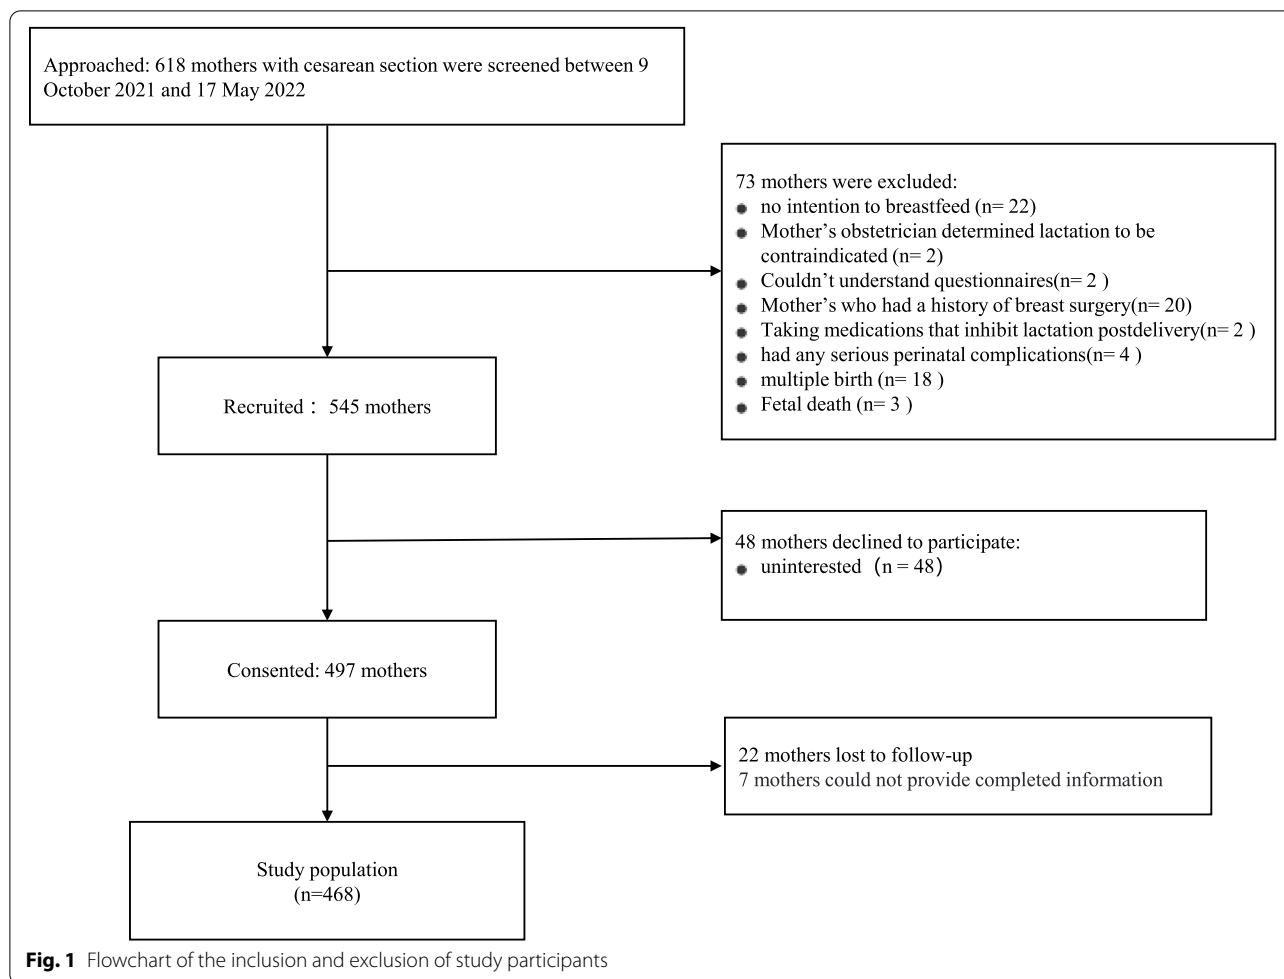 Approached: 618 mothers with cesarean section were screened between 9
October 2021 and 17 May 2022
73 mothers were excluded:
● no intention to breastfeed (n= 22)
● Mother’s obstetrician determined lactation to be
contraindicated (n= 2)
● Couldn’t understand questionnaires(n= 2 )
● Mother’s who had a history of breast surgery(n= 20)
● Taking medications that inhibit lactation postdelivery(n= 2 )
● had any serious perinatal complications(n= 4 )
● multiple birth (n= 18 )
● Fetal death (n= 3 )
Recruited： 545 mothers
48 mothers declined to participate:
● uninterested（n = 48）
Consented: 497 mothers
22 mothers lost to follow-up
7 mothers could not provide completed information
Study population
(n=468)
Fig. 1 Flowchart of the inclusion and exclusion of study participants